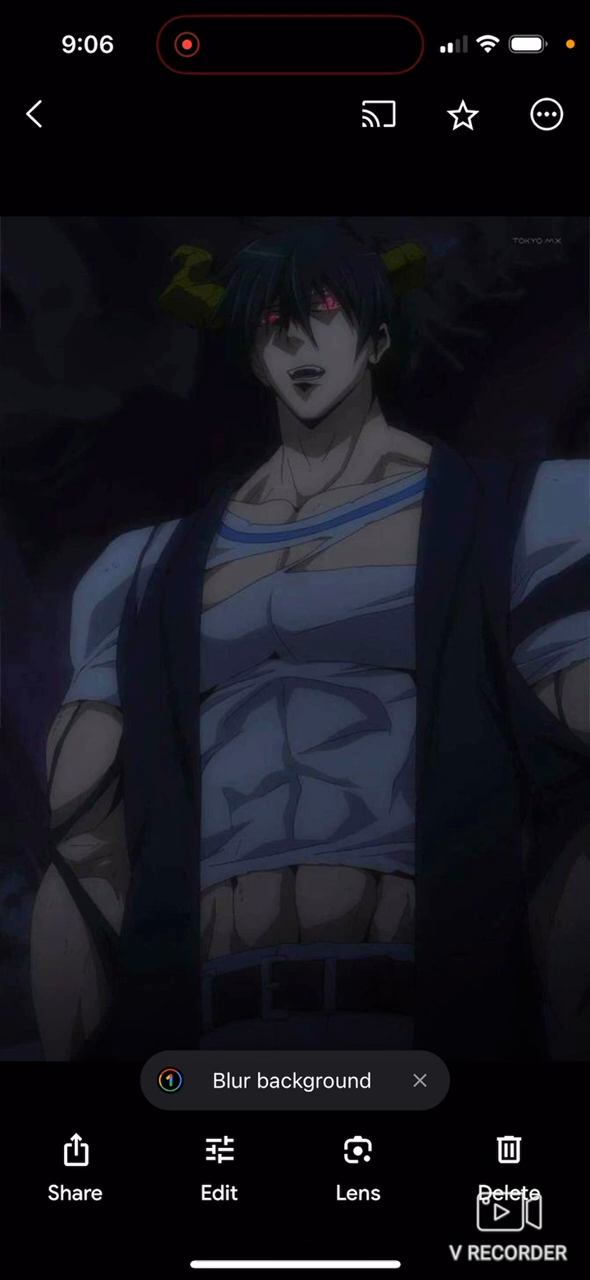 9:06
TOKYO MX
Blur background
Share
Edit
Lens
Delete
V RECORDER